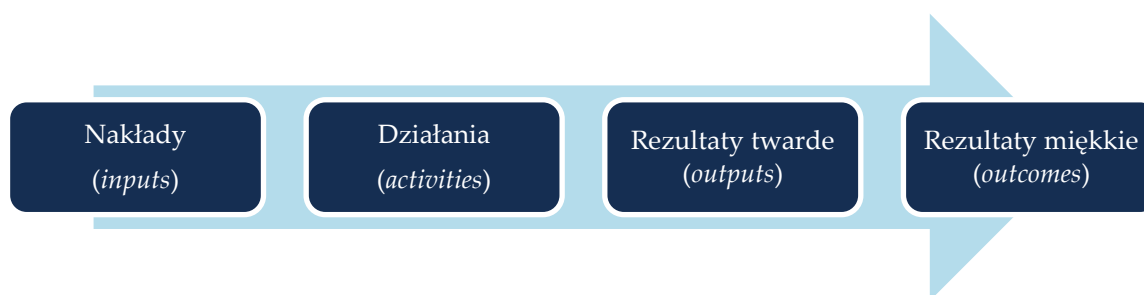 Nakłady
(inputs)
Działania
(activities)
Rezultaty twarde
(outputs)
Rezultaty miękkie
(outcomes)